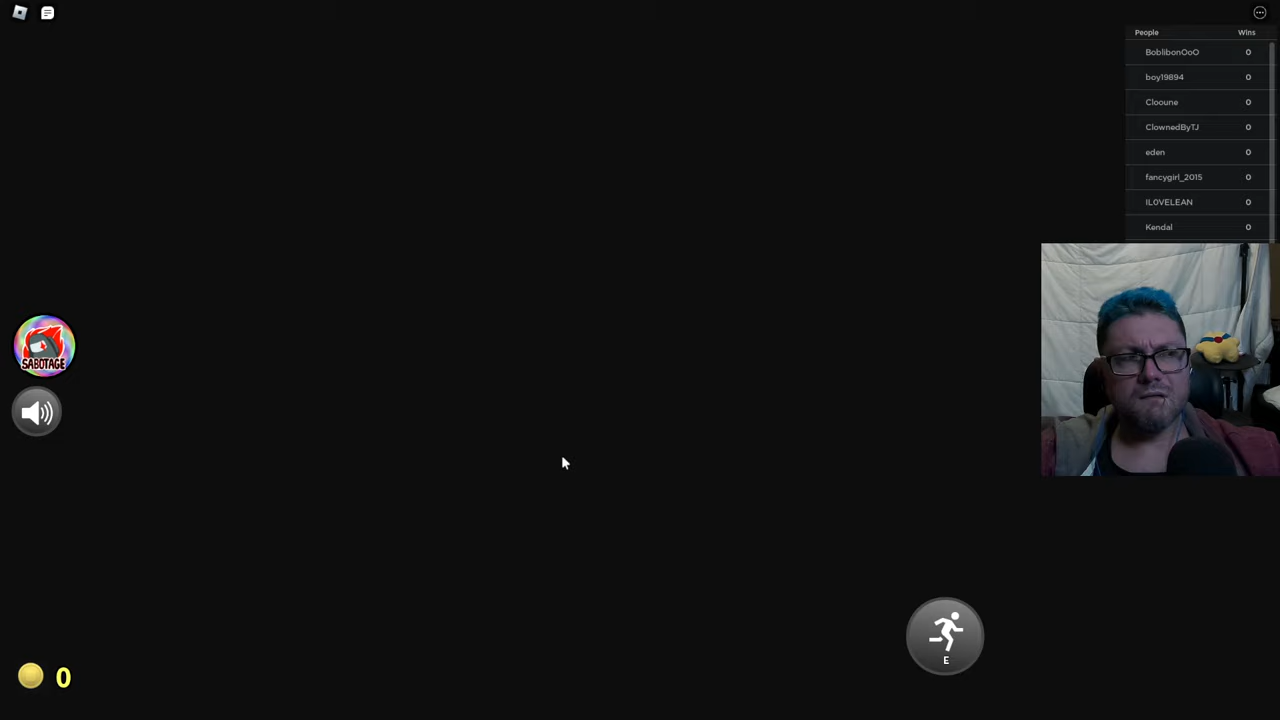 People Wins
BoblibonOoO 0
boy19894 0
Clooune 0
ClownedByTJ 0
eden 0
fancygirl_2015 0
IL0VELEAN 0
Kendal 0
SABOTAGE
E
0